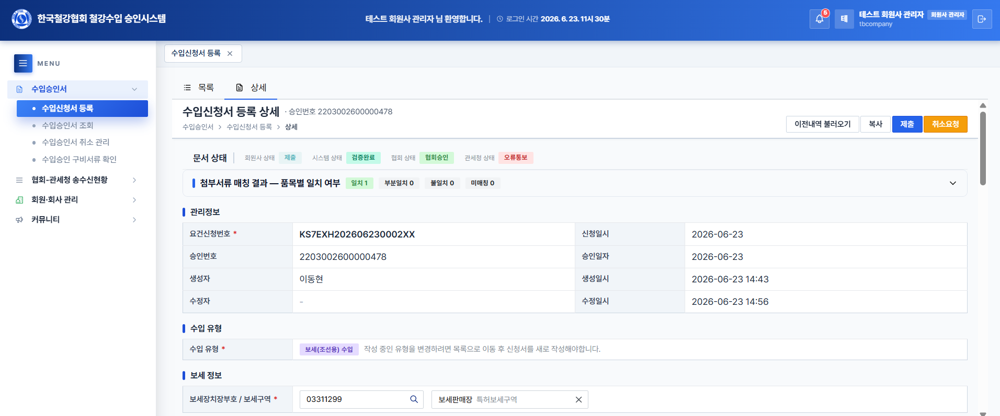 한국철강협회 철강수입 승인시스템
테스트 회원사 관리자 님 환영합니다. | 로그인 시간 2026. 6. 23. 11시 30분
5
테
테스트 회원사 관리자 회원사 관리자
tbcompany
MENU
수입승인서
수입신청서 등록
수입승인서 조회
수입승인서 취소 관리
수입승인 구비서류 확인
협회-관세청 송수신현황
회원·회사 관리
커뮤니티
수입신청서 등록
목록
상세
수입신청서 등록 상세 · 승인번호 2203002600000478
수입승인서 > 수입신청서 등록 > 상세
이전내역 불러오기
복사
제출
취소요청
문서 상태 회원사 상태 제출 시스템 상태 검증완료 협회 상태 협회승인 관세청 상태 오류통보
첨부서류 매칭 결과 — 품목별 일치 여부 일치 1 부분일치 0 불일치 0 미매칭 0
관리정보
요건신청번호 * KS7EXH202606230002XX 신청일시 2026-06-23
승인번호 2203002600000478 승인일자 2026-06-23
생성자 이동현 생성일시 2026-06-23 14:43
수정자 - 수정일시 2026-06-23 14:56
수입 유형
수입 유형 * 보세(조선용) 수입 작성 중인 유형을 변경하려면 목록으로 이동 후 신청서를 새로 작성해야합니다.
보세 정보
보세장치장부호 / 보세구역 * 03311299 보세판매장 특허보세구역